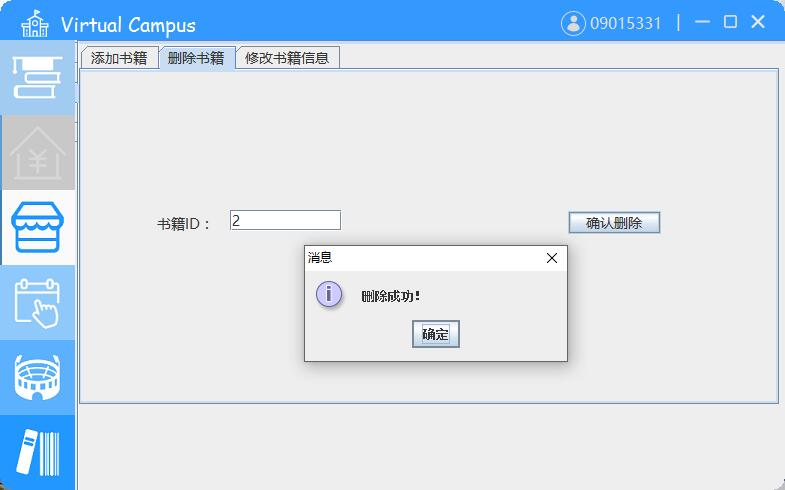 Virtual Campus
09015331
添加书籍
删除书籍
修改书籍信息
书籍ID：
2
确认删除
消息
删除成功！
确定